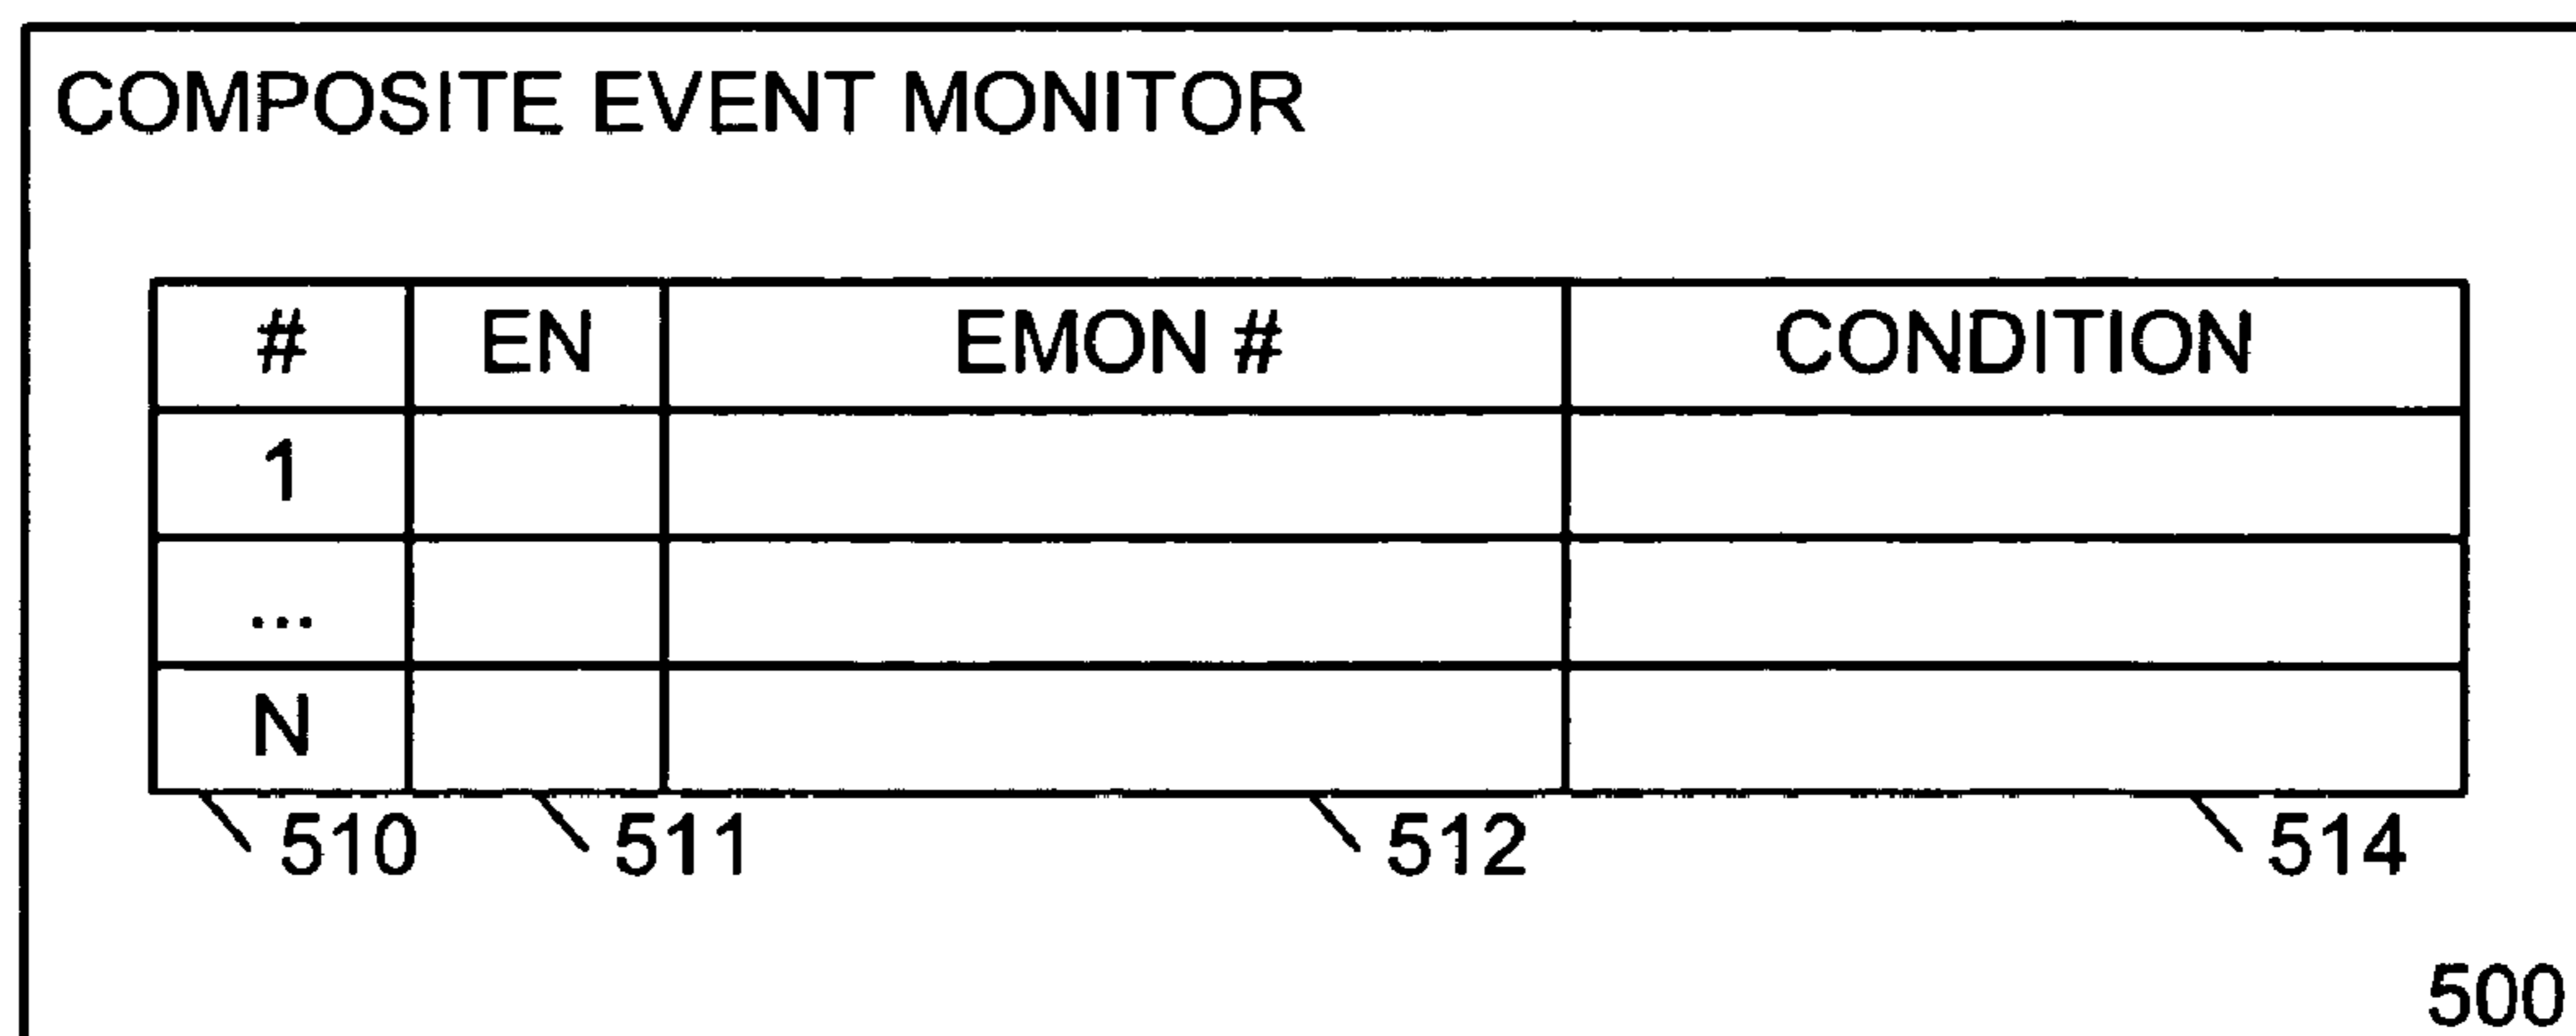 COMPOSITE EVENT MONITOR
# EN EMON # CONDITION
1
...
N
510 511 512 514
500